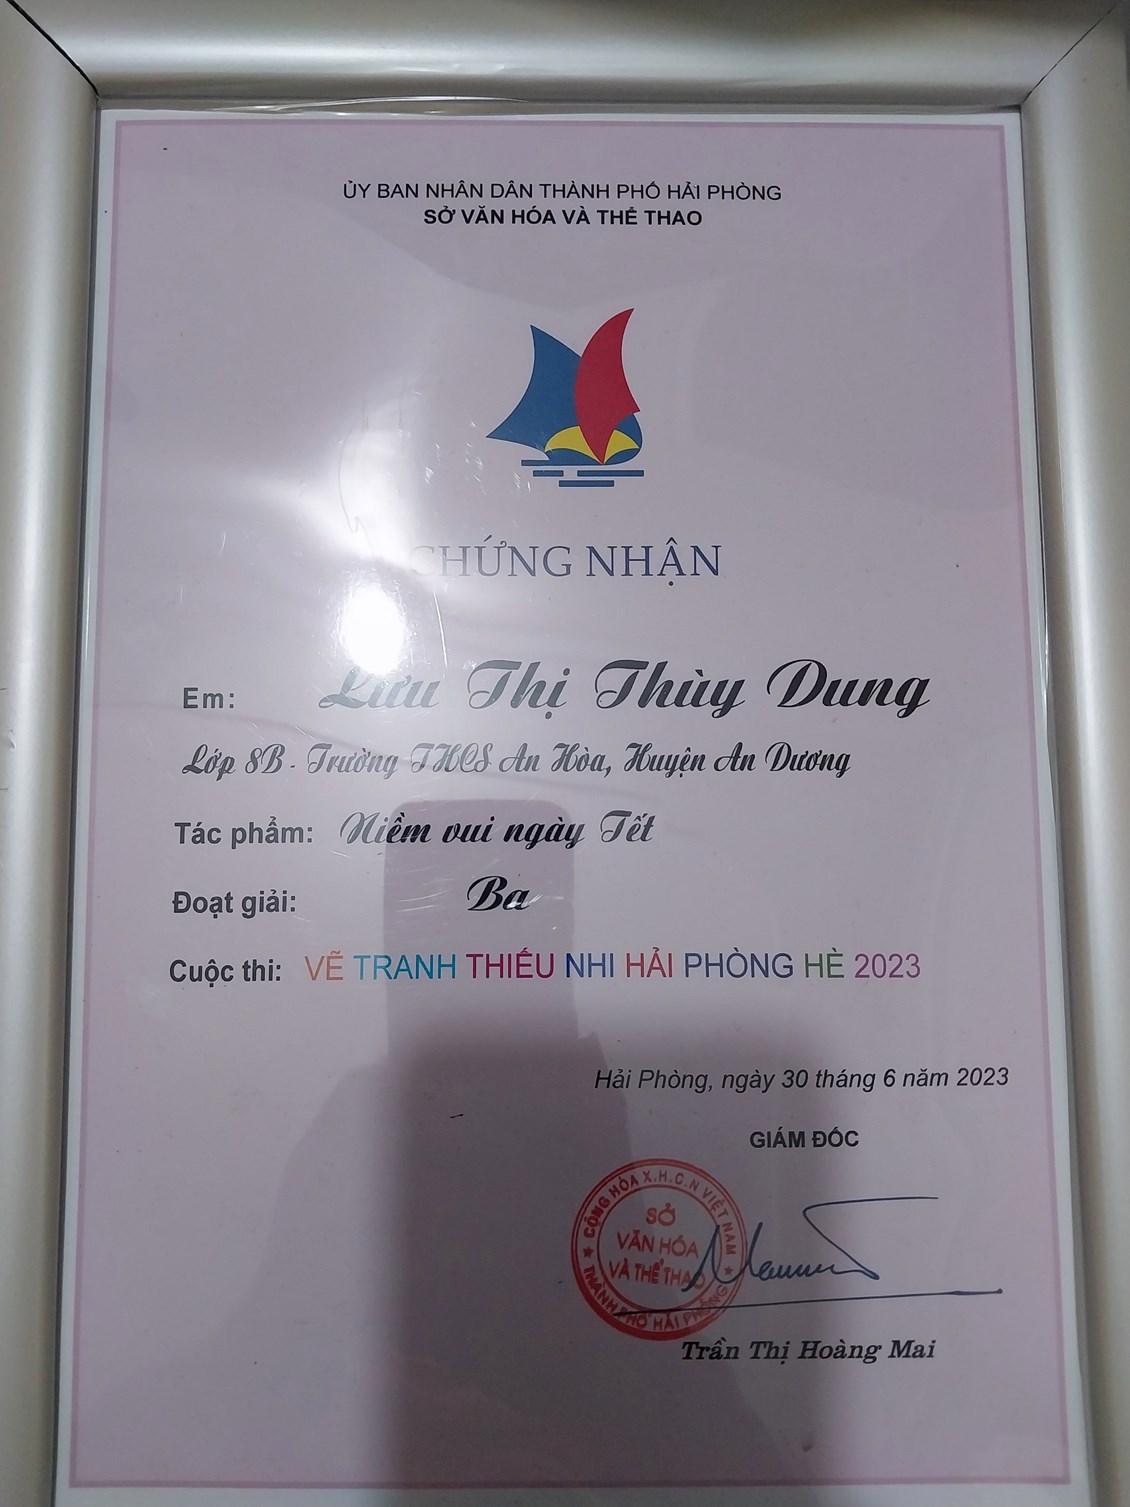 ỦY BAN NHÂN DÂN THÀNH PHỐ HẢI PHÒNG
SỞ VĂN HÓA VÀ THỂ THAO
CHỨNG NHẬN
Em: Lưu Thị Thùy Dung
Lớp 8B - Trường THCS An Hòa, Huyện An Dương
Tác phẩm: Niềm vui ngày Tết
Đoạt giải: Ba
Cuộc thi: VẼ TRANH THIẾU NHI HẢI PHÒNG HÈ 2023
Hải Phòng, ngày 30 tháng 6 năm 2023
GIÁM ĐỐC
CỘNG HÒA X.H.C.N VIỆT NAM
SỞ
VĂN HÓA
VÀ THỂ THAO
THÀNH PHỐ HẢI PHÒNG
Trần Thị Hoàng Mai